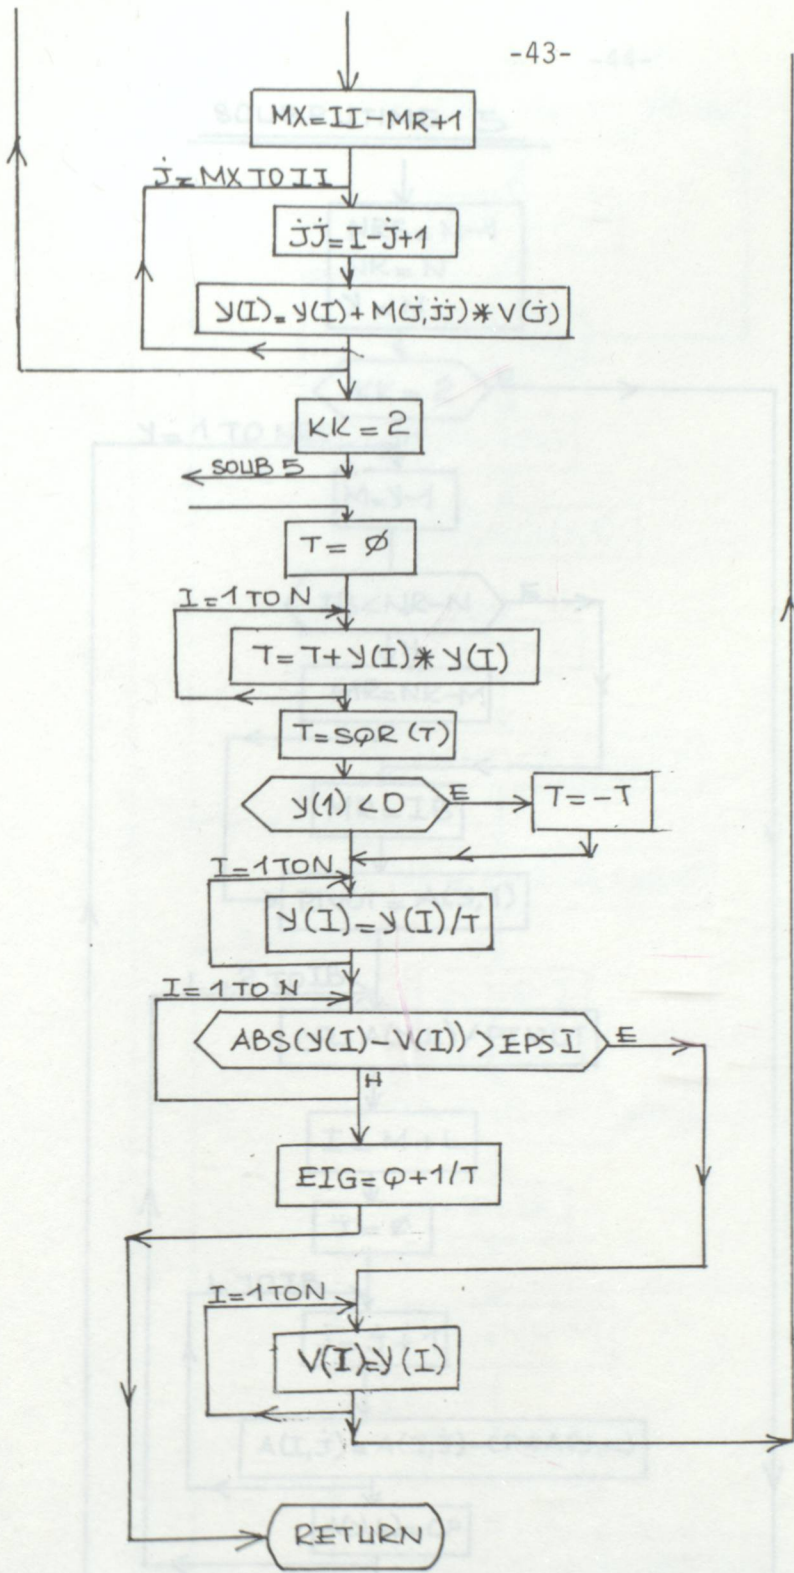 -43-
MX=II-MR+1
j=MX TO II
jj=I-j+1
Y(I)=Y(I)+M(j,jj)*V(j)
KK=2
SOUB 5
T=Ø
I=1 TO N
T=T+Y(I)*Y(I)
T=SQR(T)
Y(1)<0
E
T=-T
I=1 TO N
Y(I)=Y(I)/T
I=1 TO N
ABS(Y(I)-V(I))>EPSI
E
H
EIG=Q+1/T
I=1 TO N
V(I)=Y(I)
RETURN